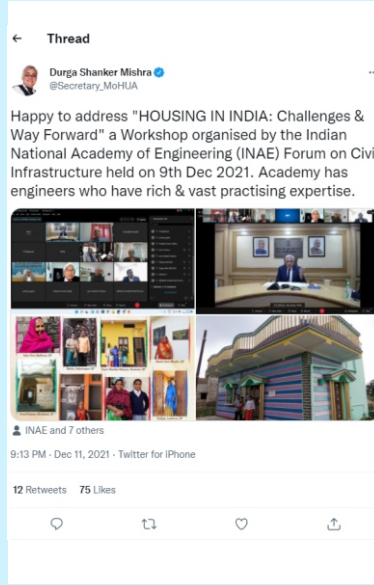 Thread
Durga Shanker Mishra
@Secretary_MoHUA
Happy to address "HOUSING IN INDIA: Challenges &
Way Forward" a Workshop organised by the Indian
National Academy of Engineering (INAE) Forum on Civi
Infrastructure held on 9th Dec 2021. Academy has
engineers who have rich & vast practising expertise.
INAE and 7 others
9:13 PM · Dec 11, 2021 · Twitter for iPhone
12 Retweets 75 Likes